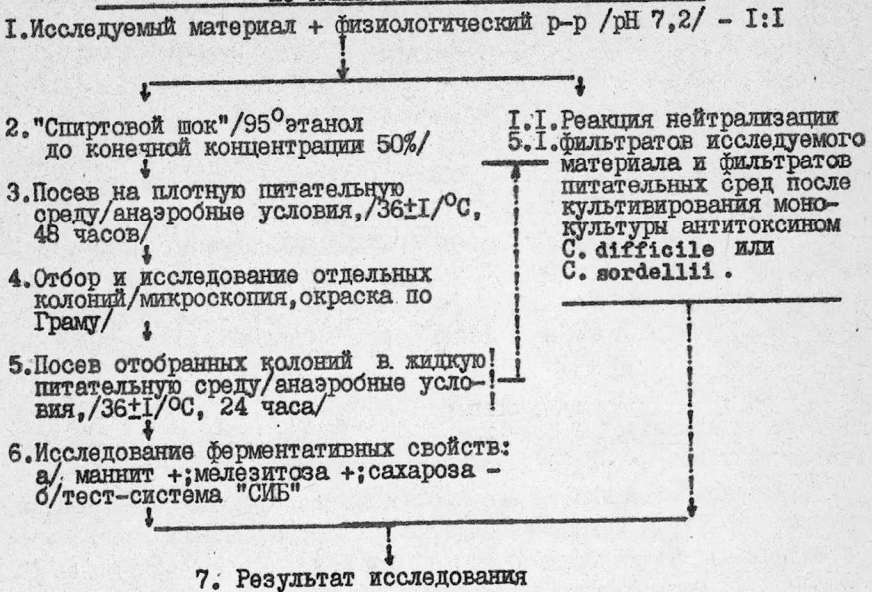 I.Исследуемый материал + физиологический р-р /pH 7,2/ - I:I
2."Спиртовой шок"/95°этанол
до конечной концентрации 50%/
3.Посев на плотную питательную
среду/анаэробные условия,/36±I/°C,
48 часов/
4.Отбор и исследование отдельных
колоний/микроскопия,окраска по
Граму/
5.Посев отобранных колоний в жидкую
питательную среду/анаэробные усло-
вия,/36±I/°C, 24 часа/
6.Исследование ферментативных свойств:
а/ маннит +;мелезитоза +;сахароза -
б/тест-система "СИБ"
I.I.Реакция нейтрализации
5.I.фильтратов исследуемого
материала и фильтратов
питательных сред после
культивирования моно-
культуры антитоксином
C. difficile или
C. sordellii .
7. Результат исследования